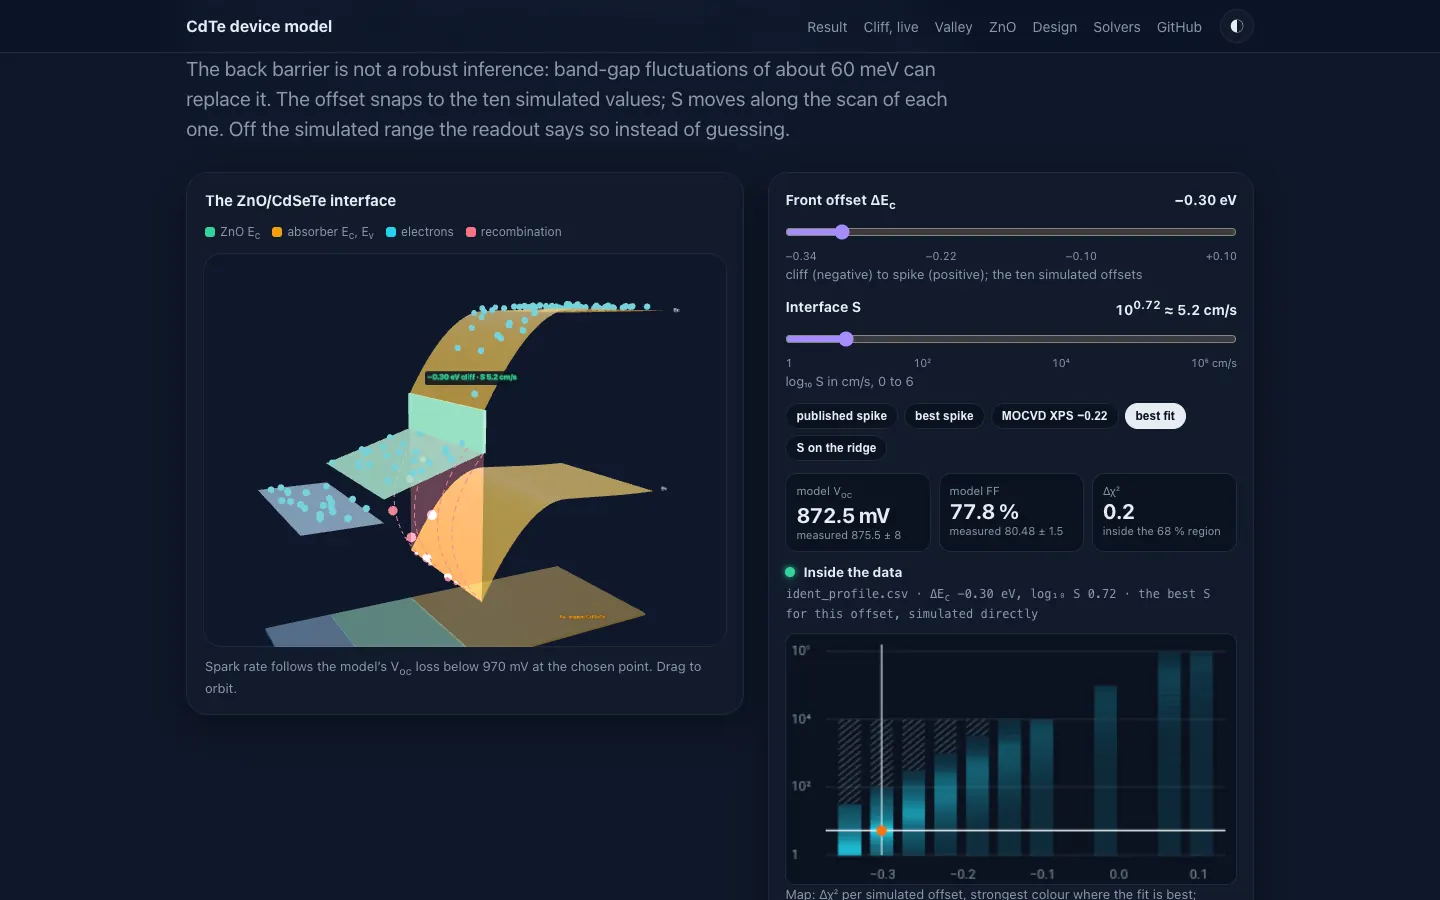 CdTe device model
Result Cliff, live Valley ZnO Design Solvers GitHub
The back barrier is not a robust inference: band-gap fluctuations of about 60 meV can
replace it. The offset snaps to the ten simulated values; S moves along the scan of each
one. Off the simulated range the readout says so instead of guessing.
The ZnO/CdSeTe interface
ZnO Ec absorber Ec, Ev electrons recombination
−0.30 eV cliff · S 5.2 cm/s
Spark rate follows the model's Voc loss below 970 mV at the chosen point. Drag to
orbit.
Front offset ΔEc −0.30 eV
−0.34 −0.22 −0.10 +0.10
cliff (negative) to spike (positive); the ten simulated offsets
Interface S 10^0.72 ≈ 5.2 cm/s
1 10² 10⁴ 10⁶ cm/s
log₁₀ S in cm/s, 0 to 6
published spike best spike MOCVD XPS −0.22 best fit
S on the ridge
model Voc
872.5 mV
measured 875.5 ± 8
model FF
77.8 %
measured 80.48 ± 1.5
Δχ²
0.2
inside the 68 % region
Inside the data
ident_profile.csv · ΔEc −0.30 eV, log₁₀ S 0.72 · the best S
for this offset, simulated directly
10⁶
10⁴
10²
1
−0.3 −0.2 −0.1 0.0 0.1
Map: Δχ² per simulated offset, strongest colour where the fit is best;